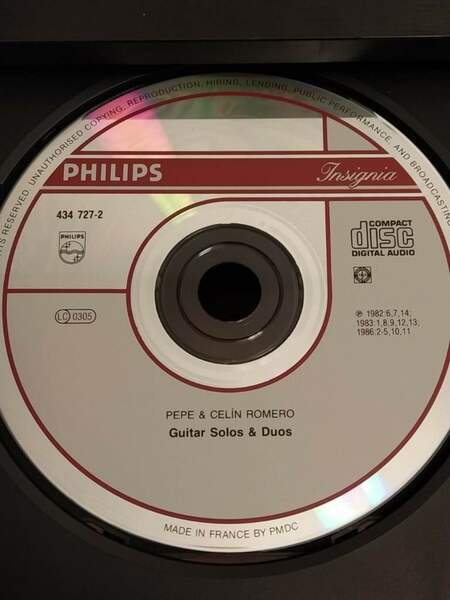 TS RESERVED. UNAUTHORISED COPYING, REPRODUCTION, HIRING, LENDING, PUBLIC PERFORMANCE, AND BROADCASTING
PHILIPS
Insignia
434 727-2
PHILIPS
COMPACT
disc
DIGITAL AUDIO
LC 0305
℗ 1982:6,7,14;
1983:1,8,9,12,13;
1986:2-5,10,11
PEPE & CELÍN ROMERO
Guitar Solos & Duos
MADE IN FRANCE BY PMDC